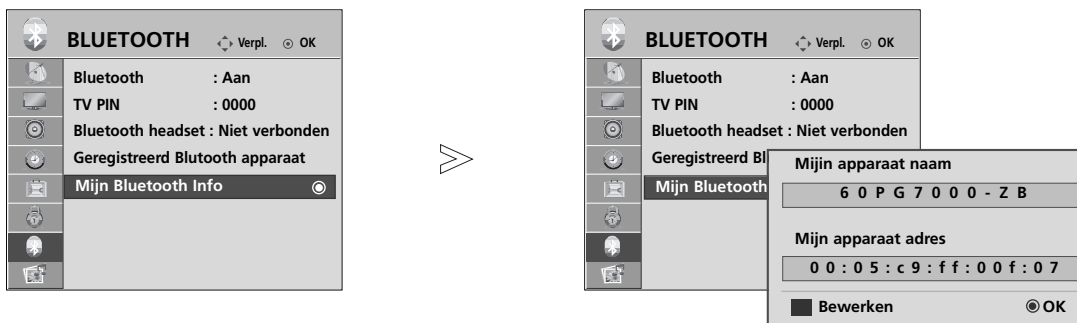 BLUETOOTH Verpl. OK
Bluetooth : Aan
TV PIN : 0000
Bluetooth headset : Niet verbonden
Geregistreerd Blutooth apparaat
Mijn Bluetooth Info
BLUETOOTH Verpl. OK
Bluetooth : Aan
TV PIN : 0000
Bluetooth headset : Niet verbonden
Geregistreerd Bl
Mijn Bluetooth
Mijin apparaat naam
60PG7000-ZB
Mijn apparaat adres
00:05:c9:ff:00f:07
Bewerken OK